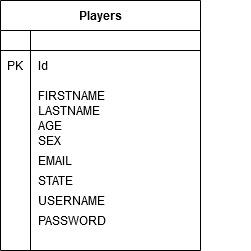 Players
PK Id
FIRSTNAME
LASTNAME
AGE
SEX
EMAIL
STATE
USERNAME
PASSWORD